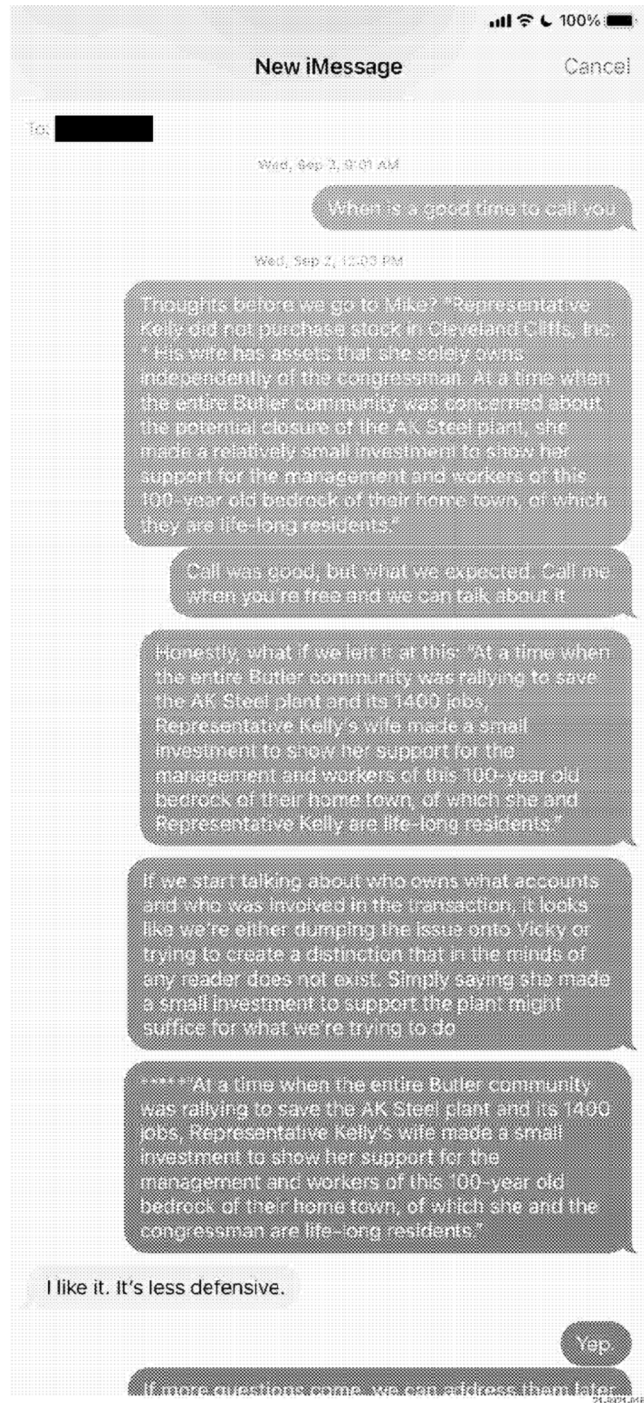 100%
New iMessage
Cancel
To:
Wed, Sep 2, 9:01 AM
When is a good time to call you
Wed, Sep 2, 12:03 PM
Thoughts before we go to Mike? "Representative
Kelly did not purchase stock in Cleveland Cliffs, Inc.
" His wife has assets that she solely owns
independently of the congressman. At a time when
the entire Butler community was concerned about
the potential closure of the AK Steel plant, she
made a relatively small investment to show her
support for the management and workers of this
100-year old bedrock of their home town, of which
they are life-long residents."
Call was good, but what we expected. Call me
when you're free and we can talk about it
Honestly, what if we left it at this: "At a time when
the entire Butler community was rallying to save
the AK Steel plant and its 1400 jobs,
Representative Kelly's wife made a small
investment to show her support for the
management and workers of this 100-year old
bedrock of their home town, of which she and
Representative Kelly are life-long residents."
If we start talking about who owns what accounts
and who was involved in the transaction, it looks
like we're either dumping the issue onto Vicky or
trying to create a distinction that in the minds of
any reader does not exist. Simply saying she made
a small investment to support the plant might
suffice for what we're trying to do
*****"At a time when the entire Butler community
was rallying to save the AK Steel plant and its 1400
jobs, Representative Kelly's wife made a small
investment to show her support for the
management and workers of this 100-year old
bedrock of their home town, of which she and the
congressman are life-long residents."
I like it. It's less defensive.
Yep.
If more questions come, we can address them later